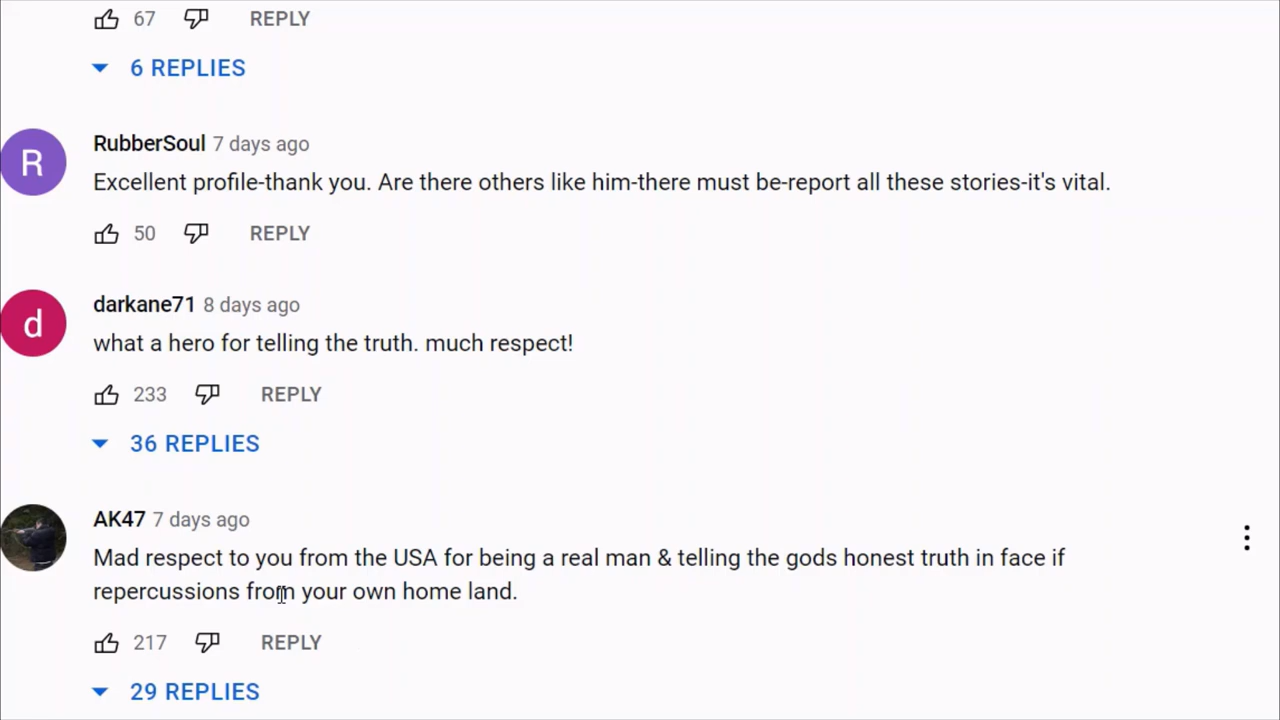 67 REPLY
6 REPLIES
R
RubberSoul 7 days ago
Excellent profile-thank you. Are there others like him-there must be-report all these stories-it's vital.
50 REPLY
d
darkane71 8 days ago
what a hero for telling the truth. much respect!
233 REPLY
36 REPLIES
AK47 7 days ago
Mad respect to you from the USA for being a real man & telling the gods honest truth in face if
repercussions from your own home land.
217 REPLY
29 REPLIES